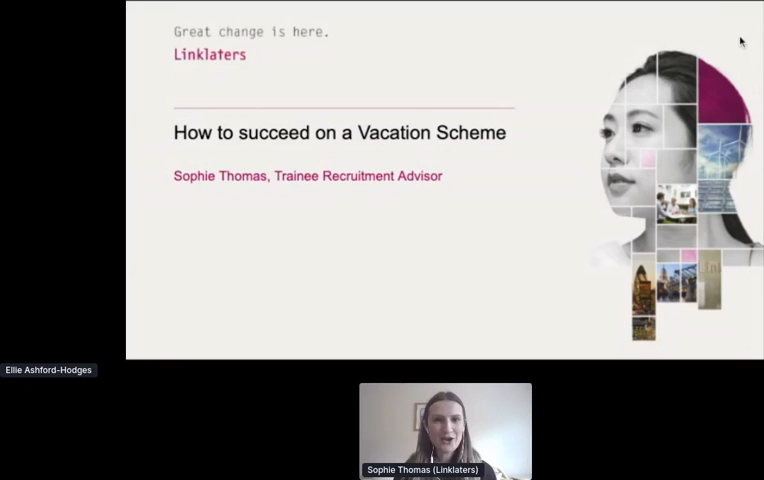 Great change is here.
Linklaters
How to succeed on a Vacation Scheme
Sophie Thomas, Trainee Recruitment Advisor
Ellie Ashford-Hodges
Sophie Thomas (Linklaters)